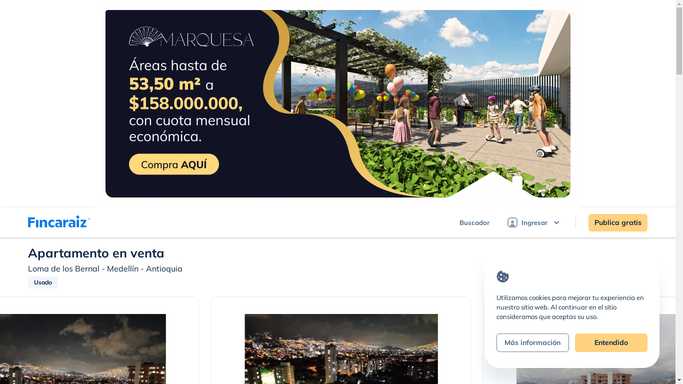 MARQUESA
Áreas hasta de
53,50 m² a
$158.000.000,
con cuota mensual
económica.
Compra AQUÍ
Fincaraiz
Buscador
Ingresar
Publica gratis
Apartamento en venta
Loma de los Bernal - Medellín - Antioquia
Usado
Utilizamos cookies para mejorar tu experiencia en
nuestro sitio web. Al continuar en el sitio
consideramos que aceptas su uso.
Más información
Entendido